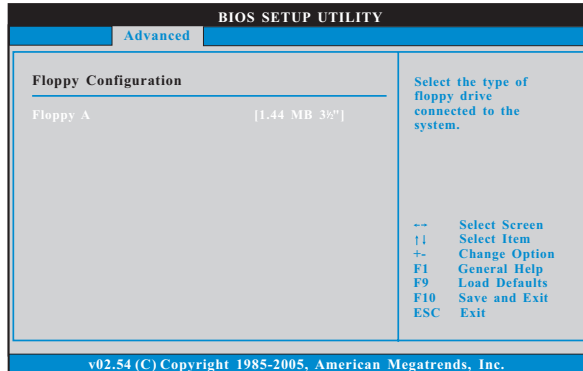 BIOS SETUP UTILITY
Advanced
Floppy Configuration
Floppy A [1.44 MB 3½"]
Select the type of
floppy drive
connected to the
system.
←→ Select Screen
↑↓ Select Item
+- Change Option
F1 General Help
F9 Load Defaults
F10 Save and Exit
ESC Exit
v02.54 (C) Copyright 1985-2005, American Megatrends, Inc.